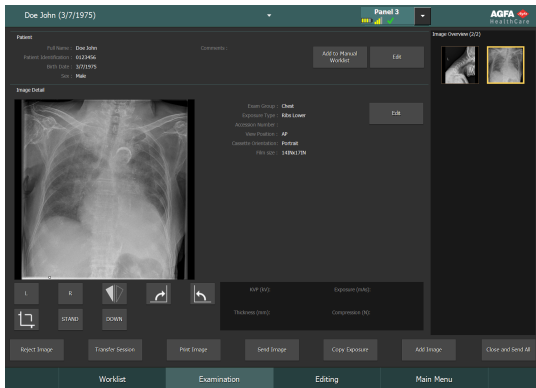 Doe John (3/7/1975)
Panel 3
AGFA
HealthCare
Patient
Full Name : Doe John
Patient Identification : 0123456
Birth Date : 3/7/1975
Sex : Male
Comments :
Add to Manual
Worklist
Edit
Image Overview (2/2)
Image Detail
Exam Group : Chest
Exposure Type : Ribs Lower
Accession Number :
View Position : AP
Cassette Orientation : Portrait
Film size : 14INx17IN
Edit
L
R
STAND
DOWN
KVP (kV):
Exposure (mAs):
Thickness (mm):
Compression (N):
Reject Image
Transfer Session
Print Image
Send Image
Copy Exposure
Add Image
Close and Send All
Worklist
Examination
Editing
Main Menu